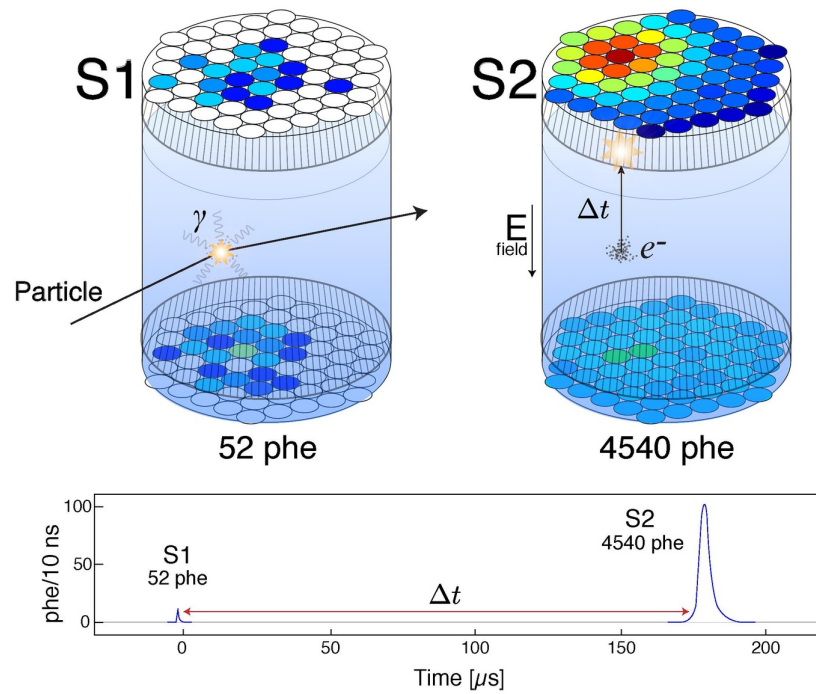 S1
S2
γ
Δt
E
field
e-
Particle
52 phe
4540 phe
100
50
0
phe/10 ns
S1
52 phe
Δt
S2
4540 phe
0
50
100
150
200
Time [μs]